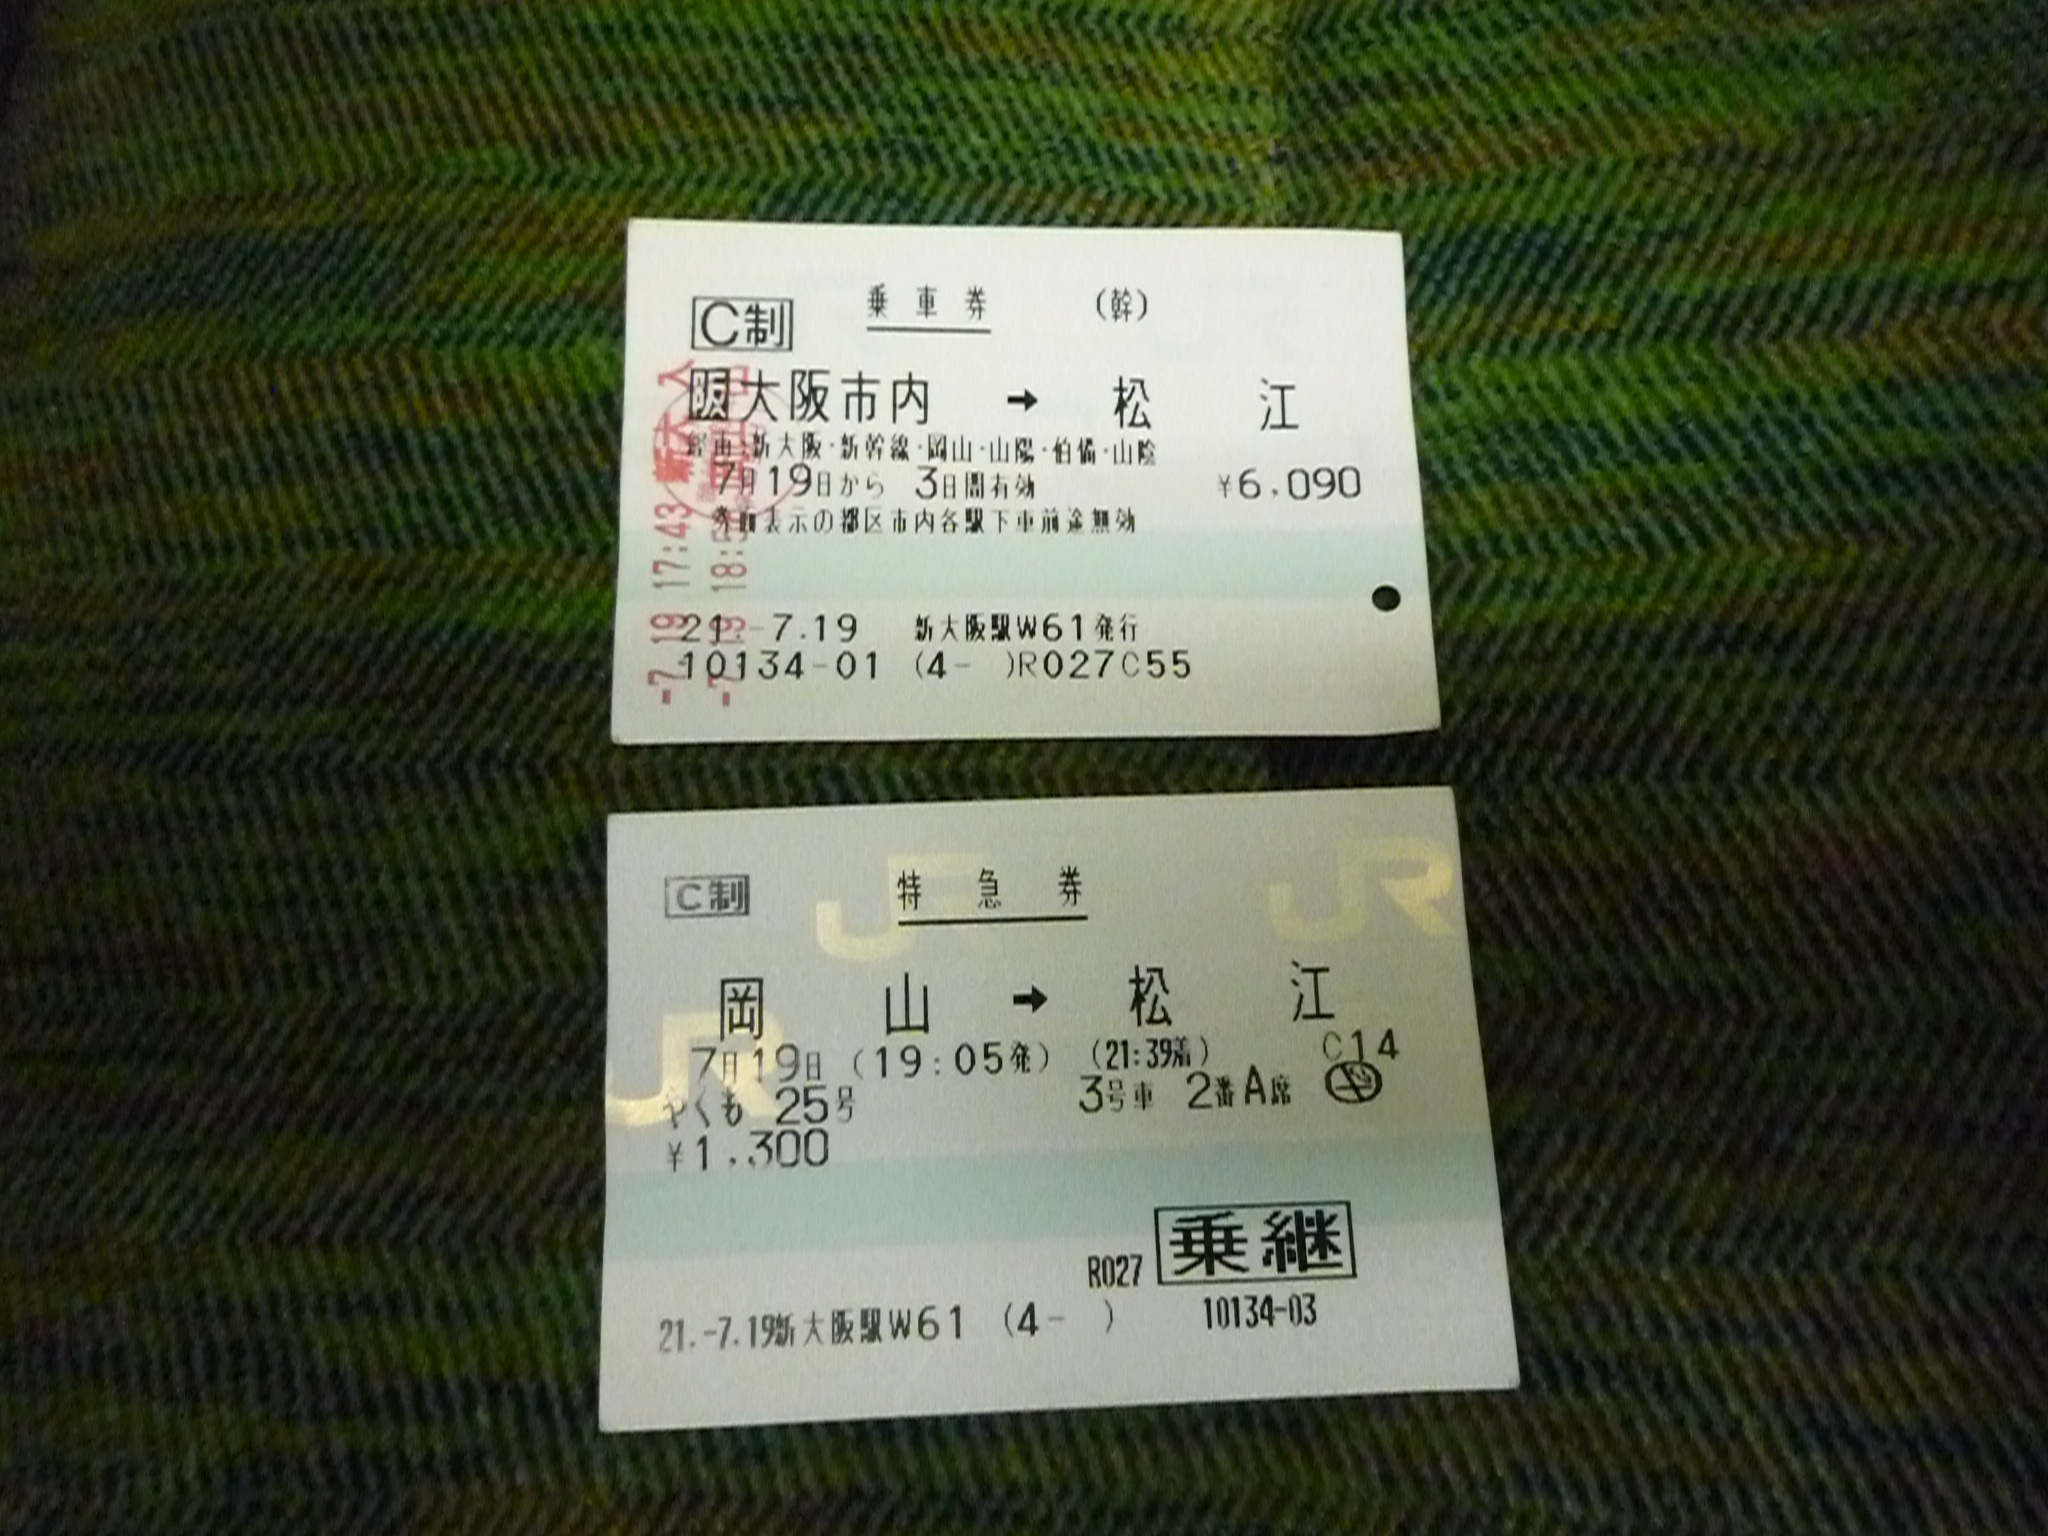 C制 乗車券 (幹)
阪大阪市内 → 松江
経由:新大阪・新幹線・岡山・山陽・伯備・山陰
7月19日から 3日間有効 ¥6,090
券面表示の都区市内各駅下車前途無効
21.-7.19 新大阪駅W61発行
10134-01 (4- )R027C55
-7.19 17:43 新大入
C制 特急券
岡山 → 松江
7月19日 (19:05発) (21:39着) C14
やくも 25号 3号車 2番A席
¥1,300
R027 乗継
21.-7.19新大阪駅W61 (4- ) 10134-03
JR
JR
JR